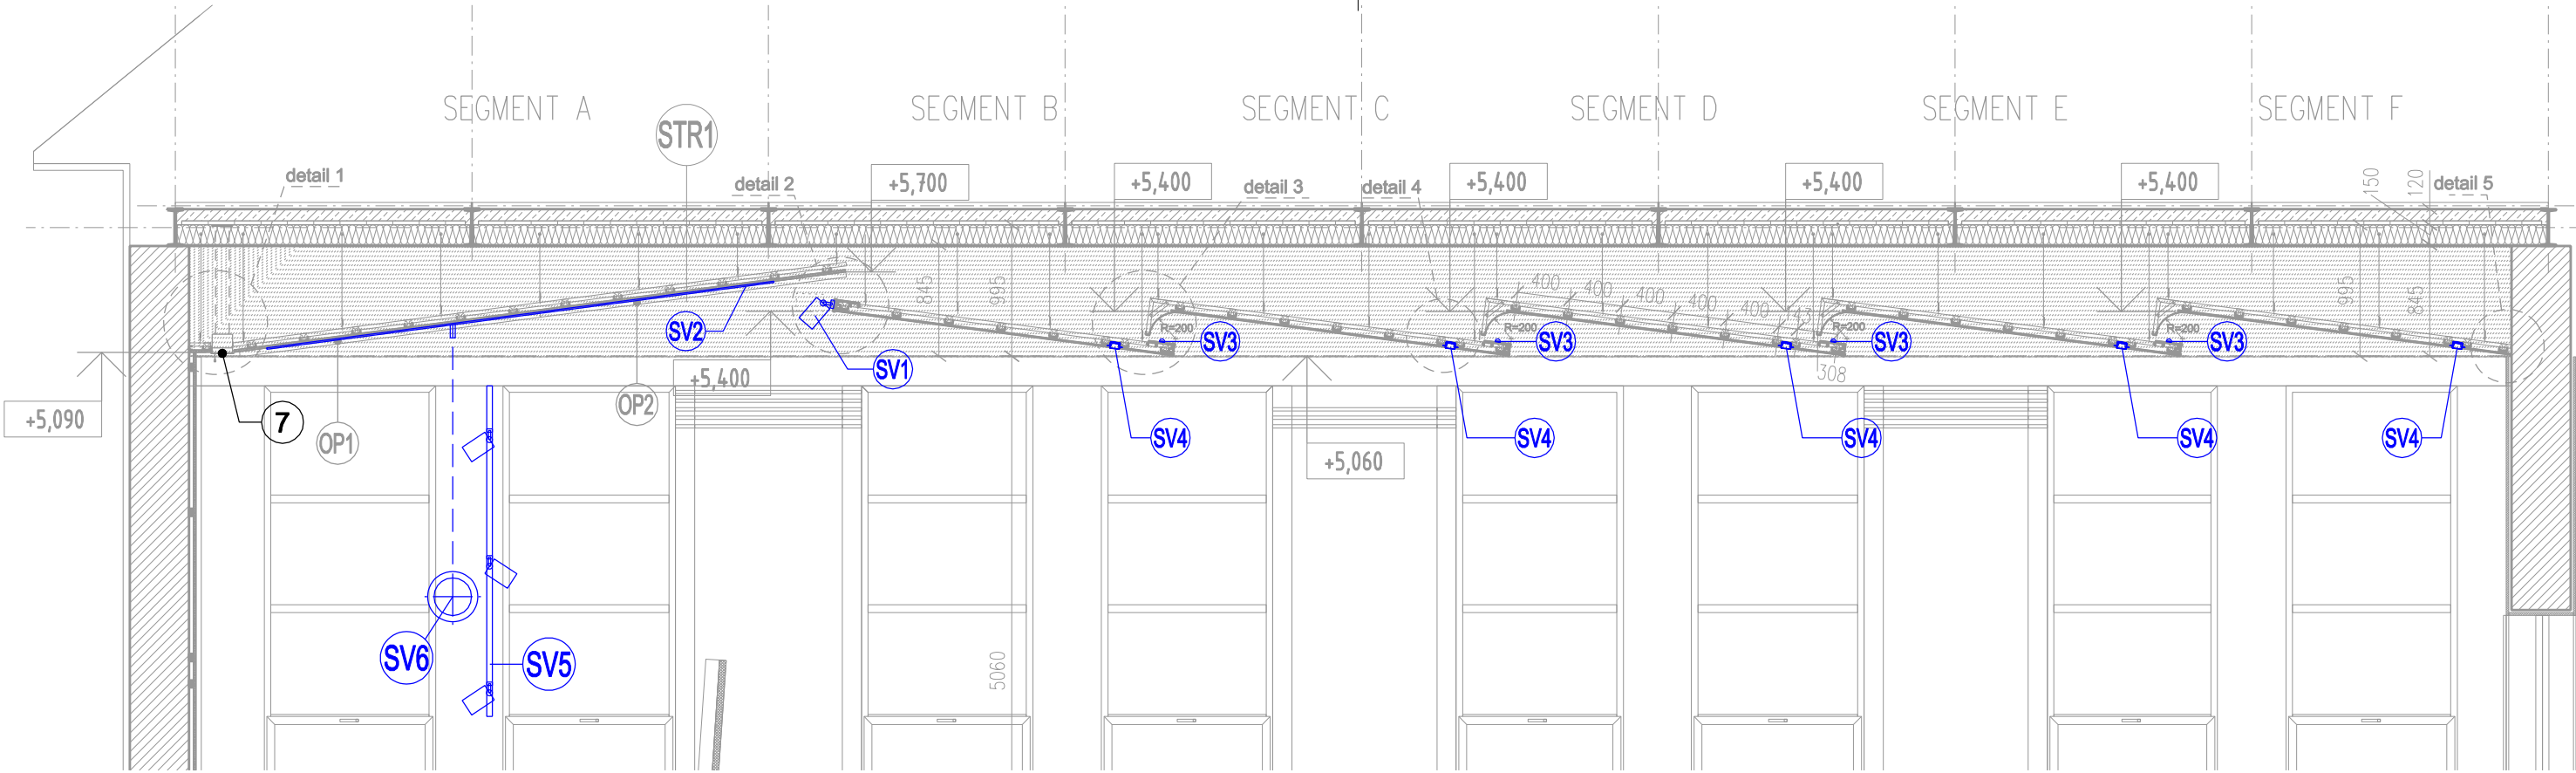 SEGMENT A
SEGMENT B
SEGMENT C
SEGMENT D
SEGMENT E
SEGMENT F
STR1
detail 1
detail 2
+5,700
+5,400
detail 3
detail 4
+5,400
+5,400
+5,400
150
120
detail 5
845
995
400
400
400
400
400
143
995
845
R=200
R=200
R=200
R=200
SV2
SV1
SV3
SV3
SV3
SV3
+5,400
308
+5,090
7
OP1
OP2
SV4
SV4
SV4
SV4
SV4
+5,060
5060
SV6
SV5